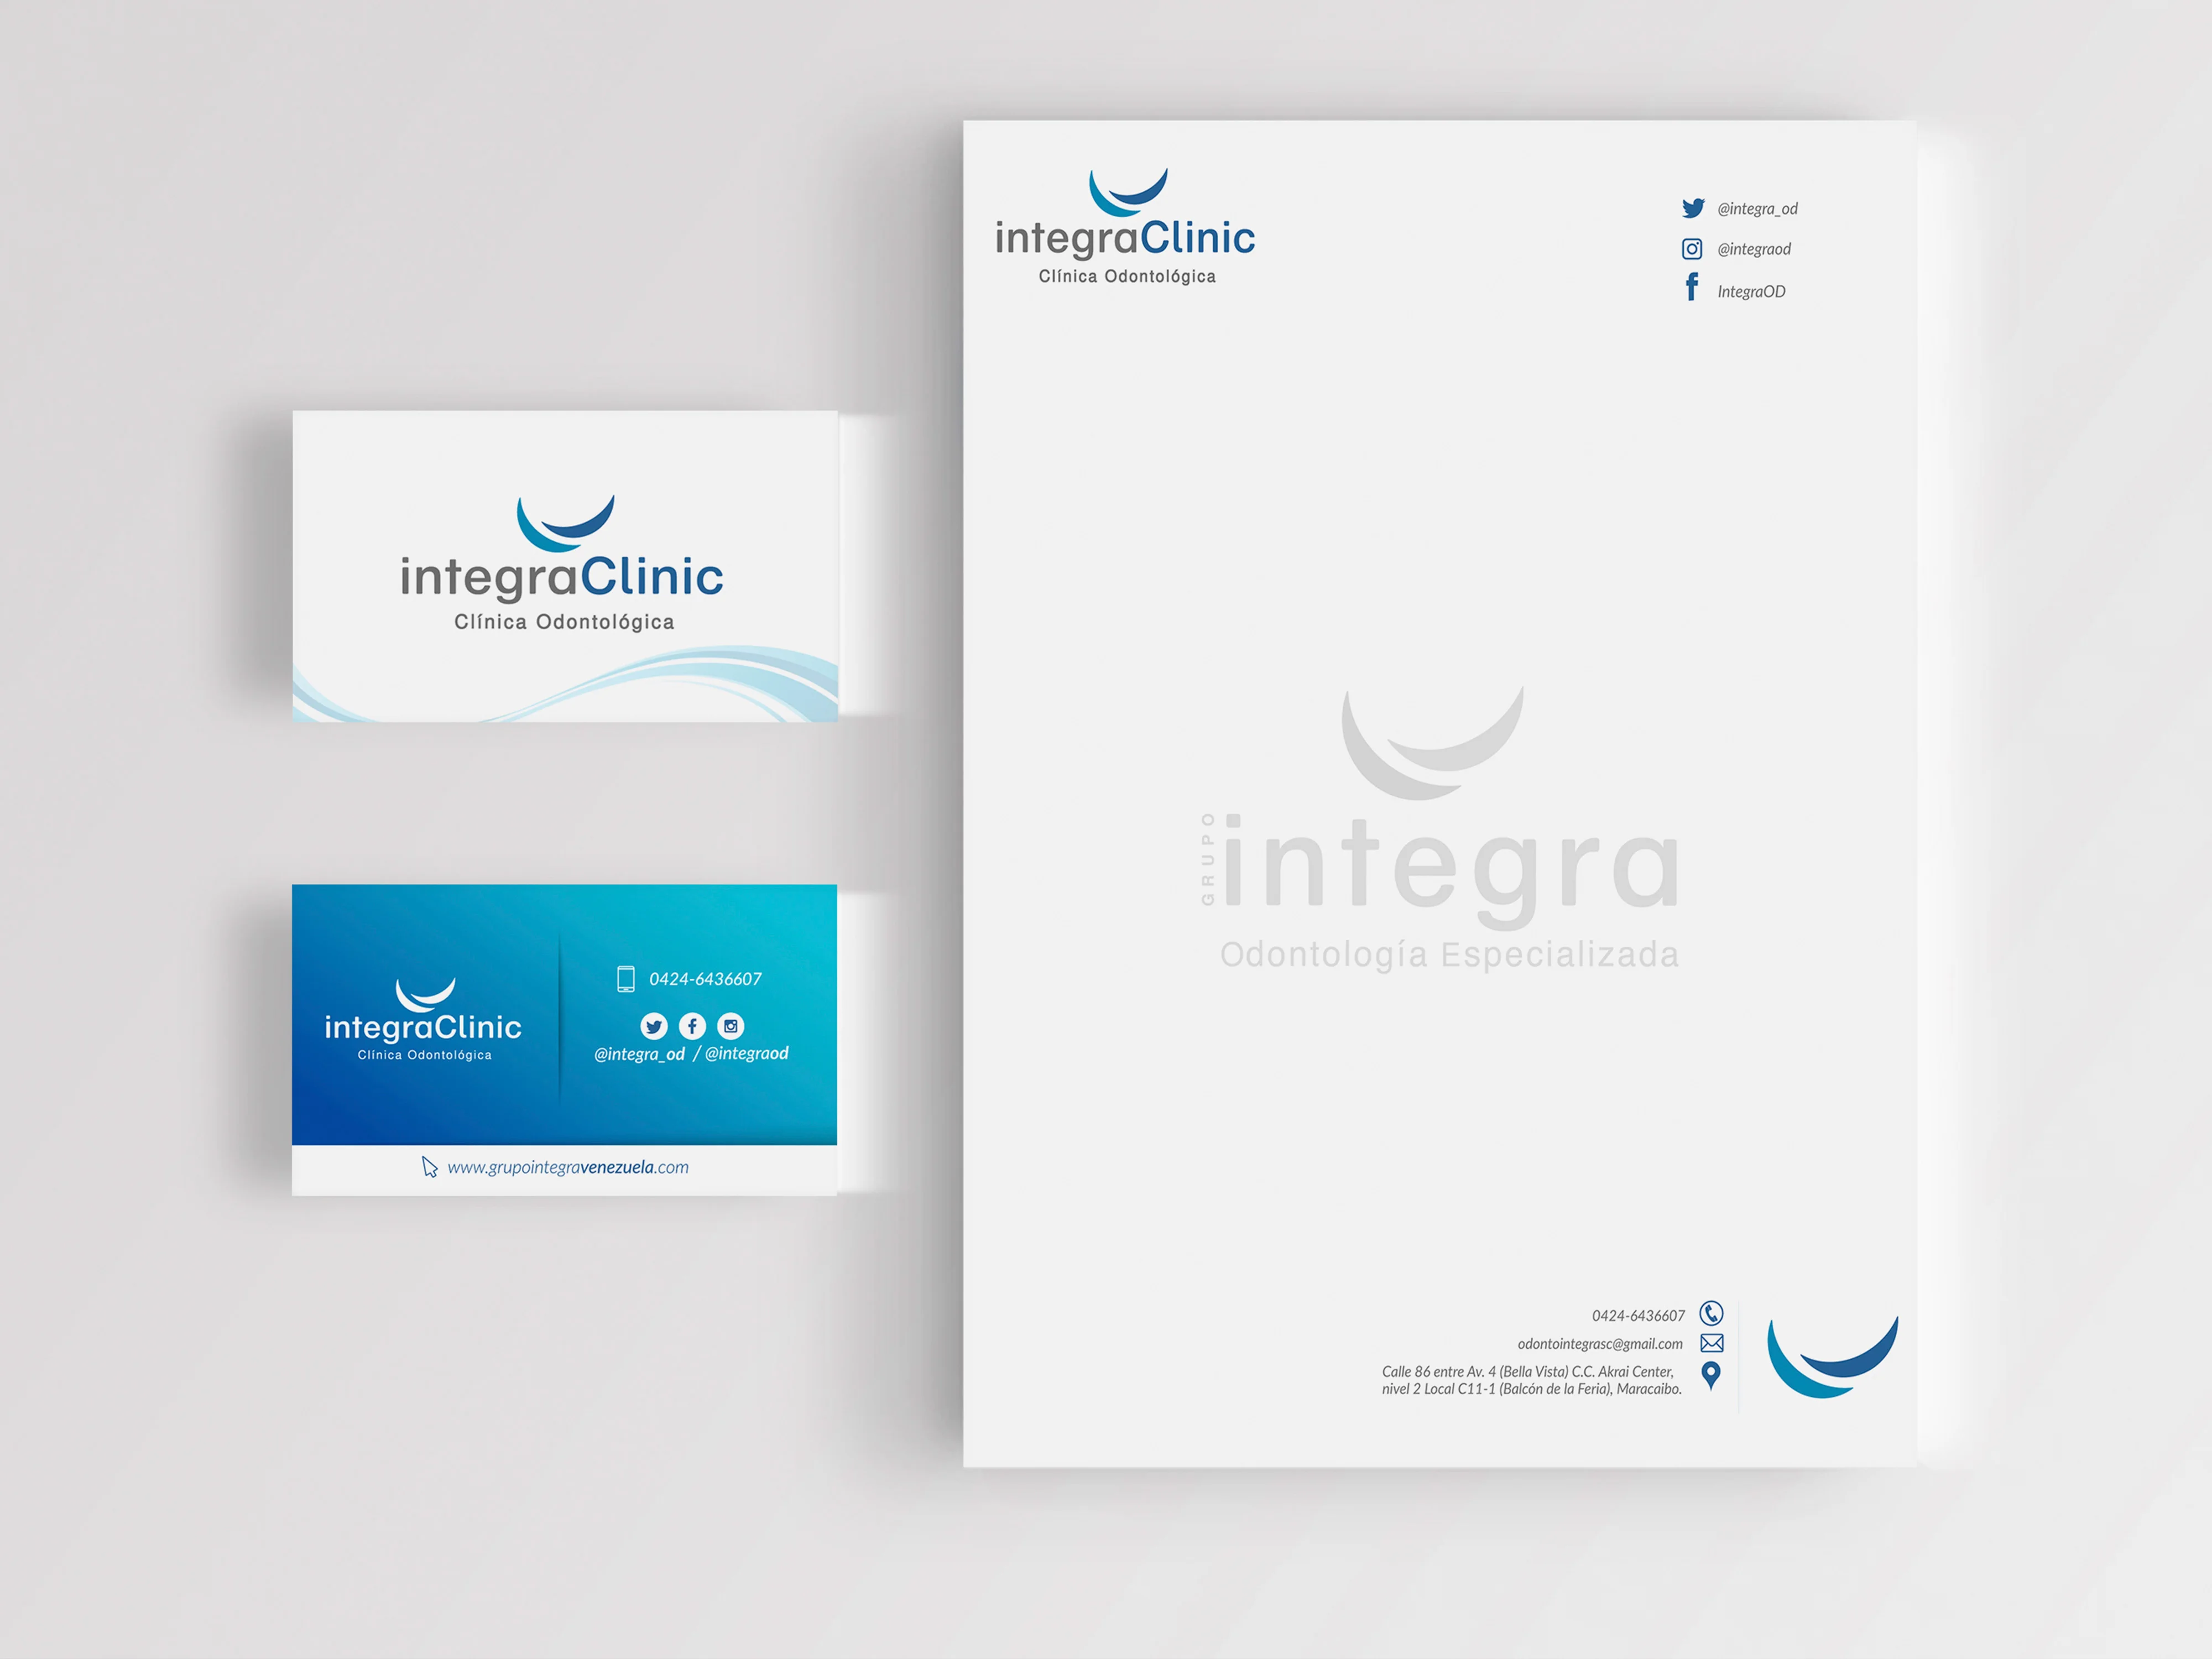 integraClinic
Clínica Odontológica
integraClinic
Clínica Odontológica
0424-6436607
@integra_od / @integraod
www.grupointegravenezuela.com
integraClinic
Clínica Odontológica
@integra_od
@integraod
IntegraOD
GRUPO
integra
Odontología Especializada
0424-6436607
odontointegrasc@gmail.com
Calle 86 entre Av. 4 (Bella Vista) C.C. Akrai Center,
nivel 2 Local C11-1 (Balcón de la Feria), Maracaibo.